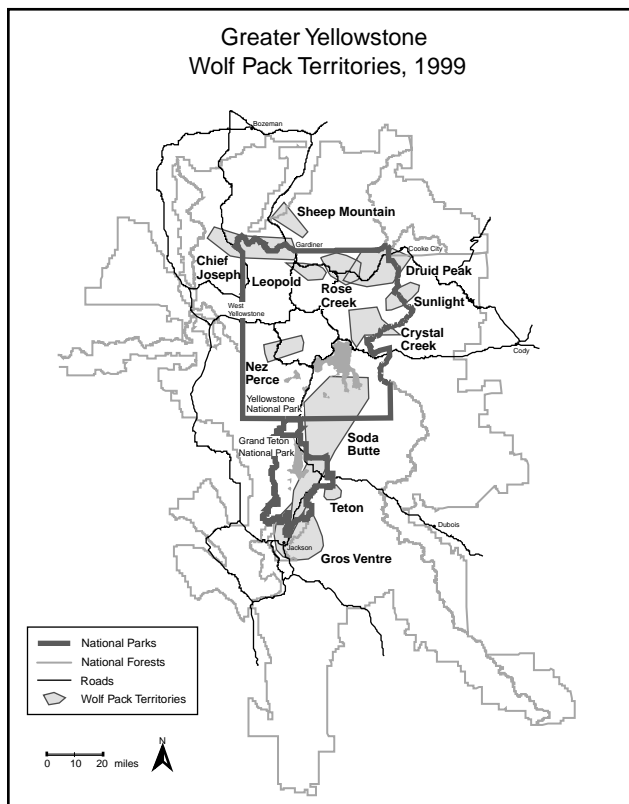 Greater Yellowstone
Wolf Pack Territories, 1999
Bozeman
Sheep Mountain
Gardiner
Cooke City
Chief
Joseph
Leopold
Rose
Creek
Druid Peak
Sunlight
West
Yellowstone
Crystal
Creek
Cody
Nez
Perce
Yellowstone
National Park
Soda
Butte
Grand Teton
National Park
Teton
Dubois
Jackson
Gros Ventre
National Parks
National Forests
Roads
Wolf Pack Territories
N
0 10 20 miles